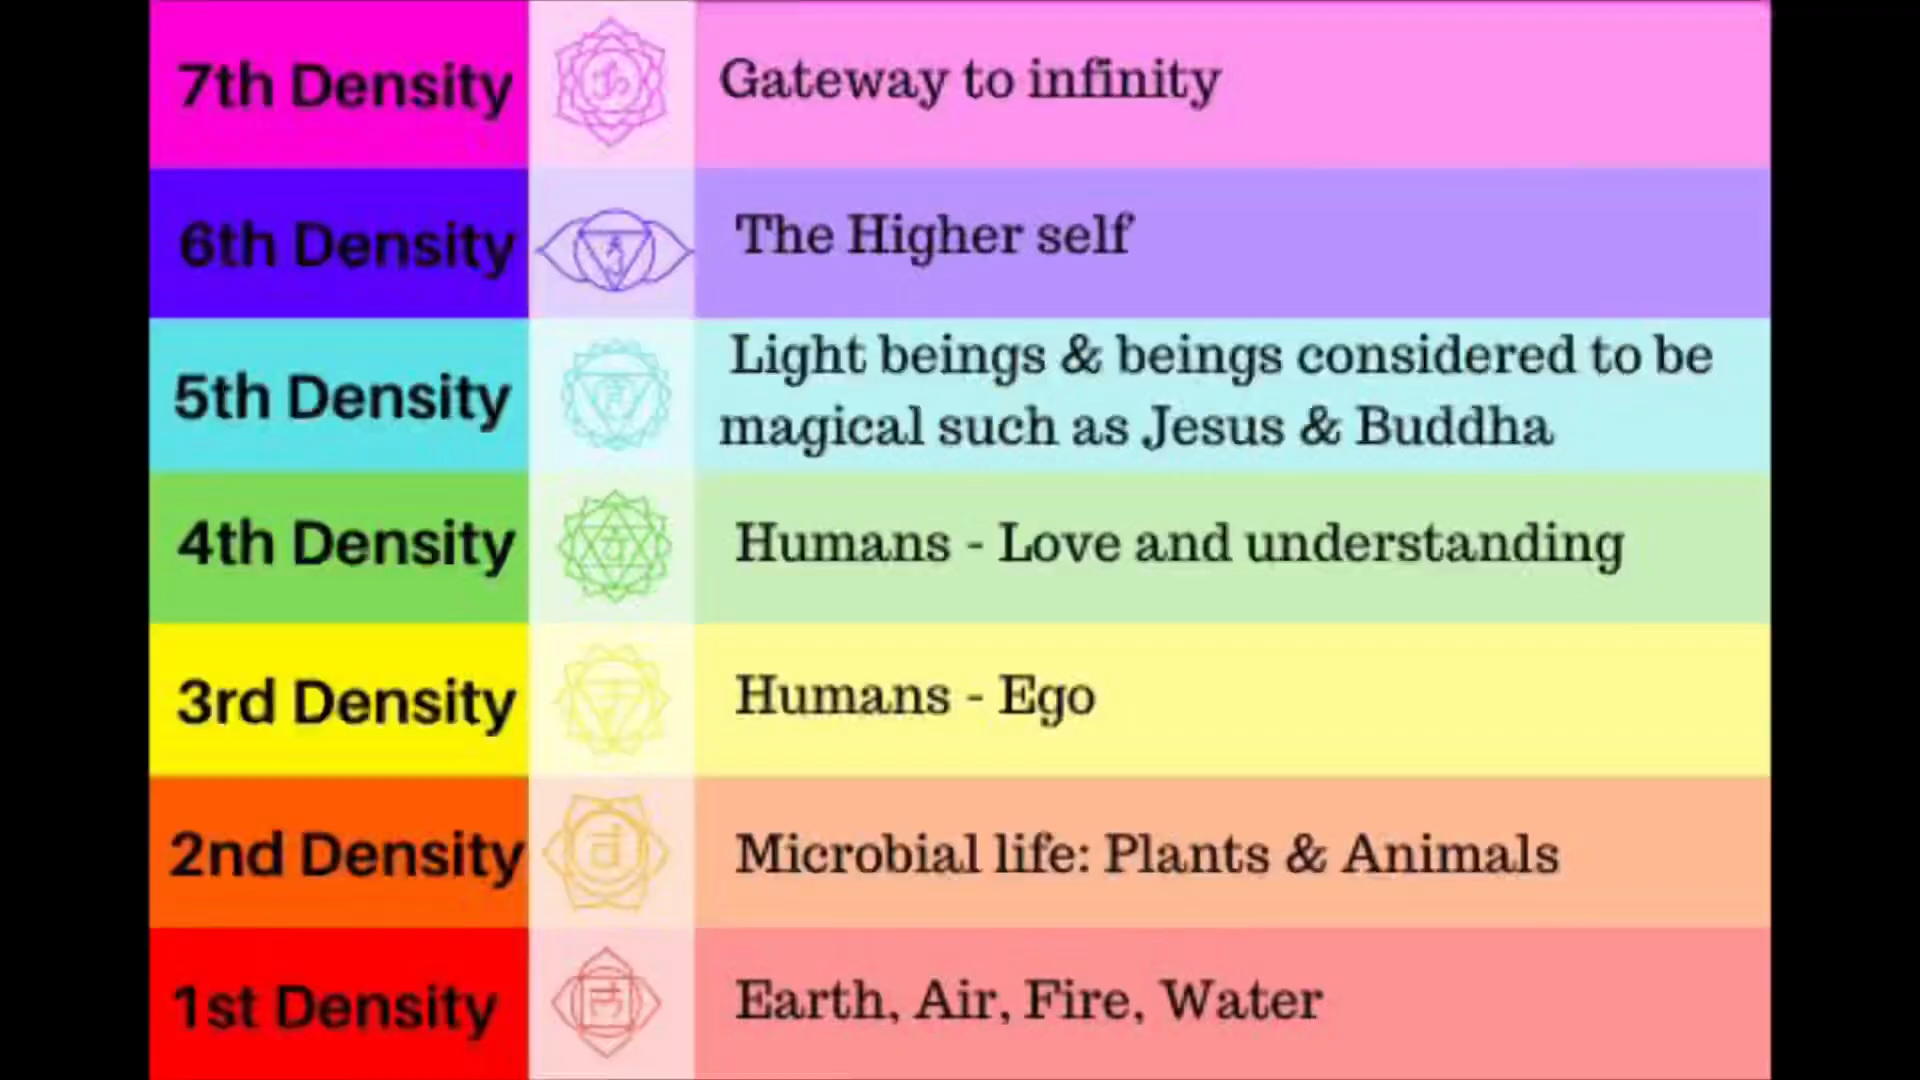 7th Density
Gateway to infinity
ॐ
6th Density
The Higher self
5th Density
Light beings & beings considered to be
magical such as Jesus & Buddha
4th Density
Humans - Love and understanding
3rd Density
Humans - Ego
2nd Density
Microbial life: Plants & Animals
1st Density
Earth, Air, Fire, Water